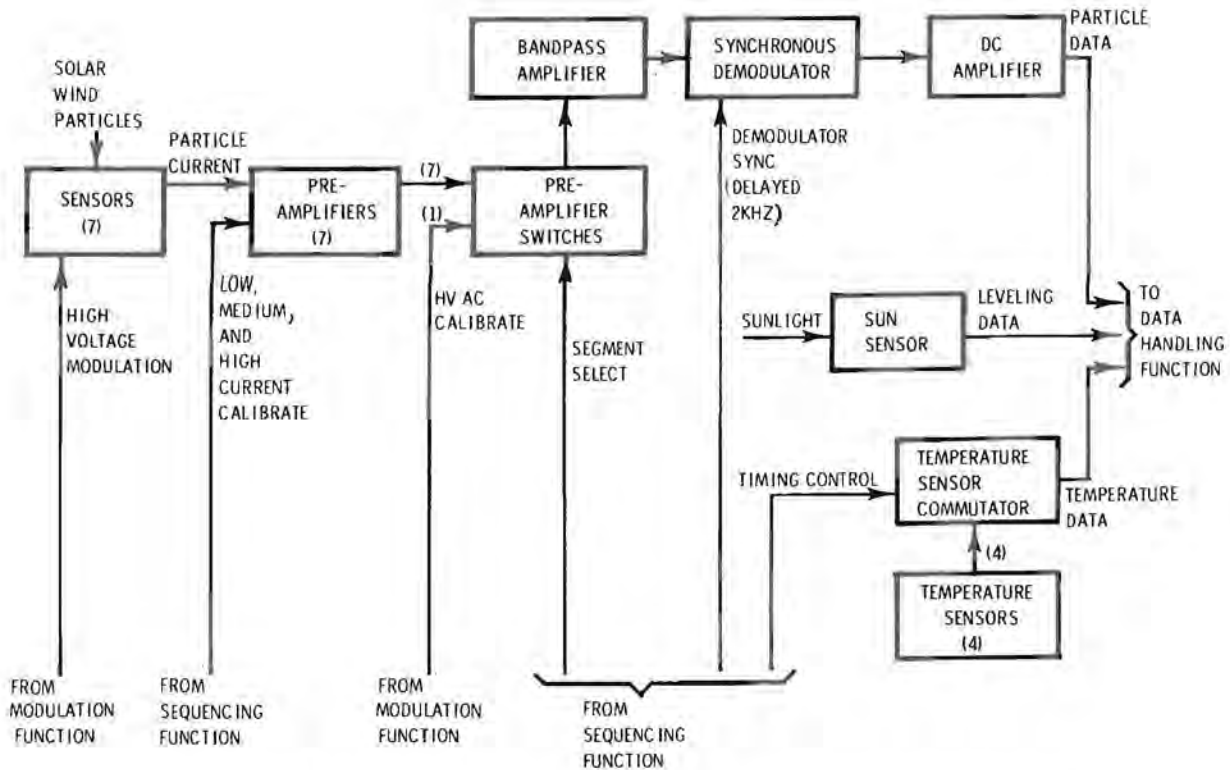 PARTICLE
DATA
BANDPASS
AMPLIFIER
SYNCHRONOUS
DEMODULATOR
DC
AMPLIFIER
SOLAR
WIND
PARTICLES
PARTICLE
CURRENT
DEMODULATOR
SYNC
(DELAYED
2KHZ)
SENSORS
(7)
PRE-
AMPLIFIERS
(7)
(7)
(1)
PRE-
AMPLIFIER
SWITCHES
HIGH
VOLTAGE
MODULATION
LOW,
MEDIUM,
AND
HIGH
CURRENT
CALIBRATE
HV AC
CALIBRATE
SEGMENT
SELECT
SUNLIGHT
SUN
SENSOR
LEVELING
DATA
TO
DATA
HANDLING
FUNCTION
TIMING CONTROL
TEMPERATURE
SENSOR
COMMUTATOR
TEMPERATURE
DATA
(4)
TEMPERATURE
SENSORS
(4)
FROM
MODULATION
FUNCTION
FROM
SEQUENCING
FUNCTION
FROM
MODULATION
FUNCTION
FROM
SEQUENCING
FUNCTION